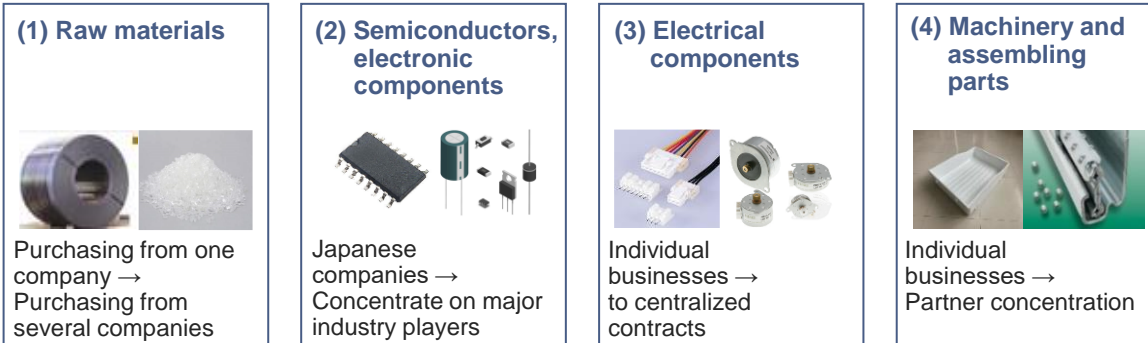 (1) Raw materials
Purchasing from one
company →
Purchasing from
several companies
(2) Semiconductors,
electronic
components
Japanese
companies →
Concentrate on major
industry players
(3) Electrical
components
Individual
businesses →
to centralized
contracts
(4) Machinery and
assembling
parts
Individual
businesses →
Partner concentration